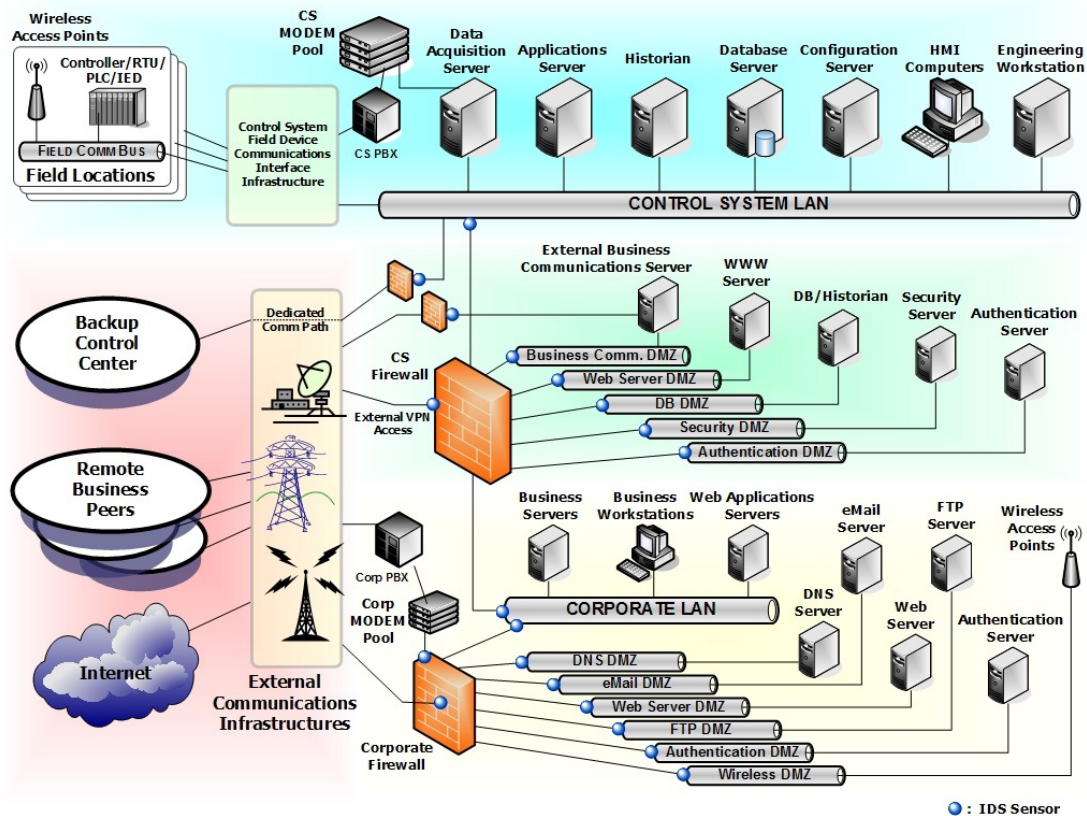 Wireless
Access Points
Controller/RTU/
PLC/IED
FIELD COMM BUS
Field Locations
CS
MODEM
Pool
CS PBX
Control System
Field Device
Communications
Interface
Infrastructure
Data
Acquisition
Server
Applications
Server
Historian
Database
Server
Configuration
Server
HMI
Computers
Engineering
Workstation
CONTROL SYSTEM LAN
Backup
Control
Center
Dedicated
Comm Path
External Business
Communications Server
WWW
Server
DB/Historian
Security
Server
Authentication
Server
CS
Firewall
External VPN
Access
Business Comm. DMZ
Web Server DMZ
DB DMZ
Security DMZ
Authentication DMZ
Remote
Business
Peers
Internet
External
Communications
Infrastructures
Corp PBX
Corp
MODEM
Pool
Business
Servers
Business
Workstations
Web Applications
Servers
eMail
Server
FTP
Server
Wireless
Access
Points
CORPORATE LAN
DNS
Server
Web
Server
Authentication
Server
Corporate
Firewall
DNS DMZ
eMail DMZ
Web Server DMZ
FTP DMZ
Authentication DMZ
Wireless DMZ
: IDS Sensor